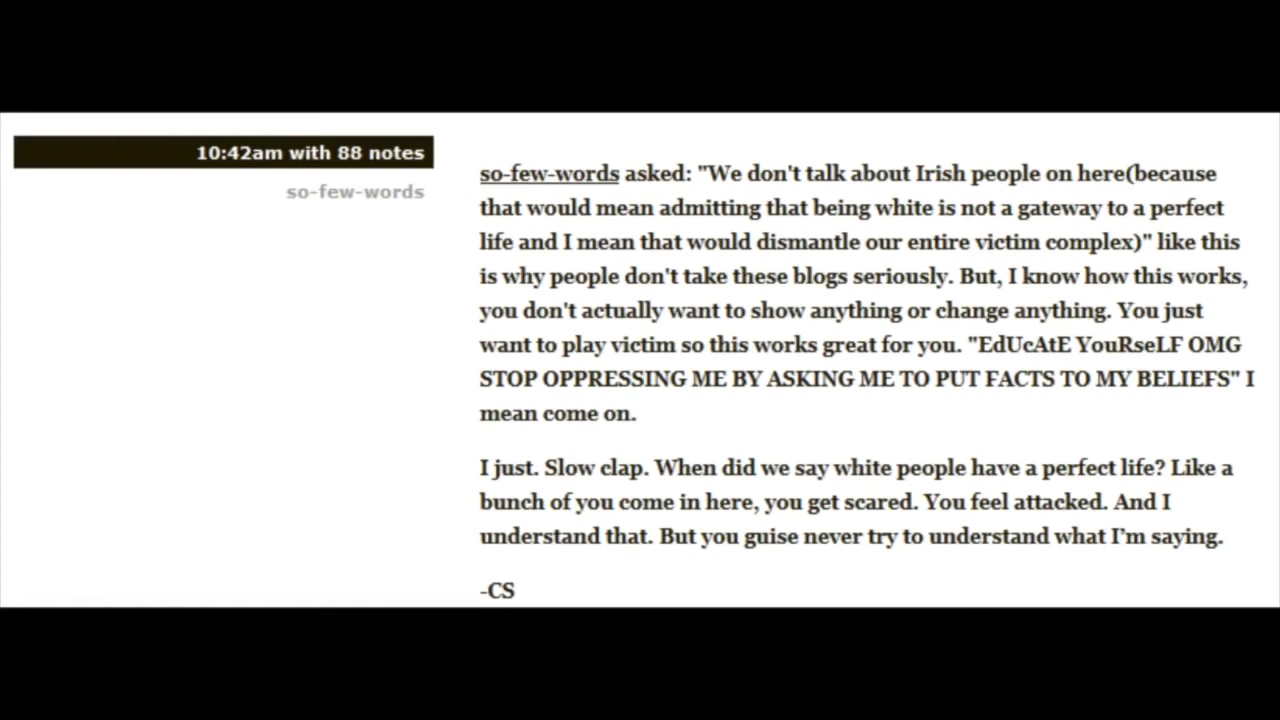 10:42am with 88 notes
so-few-words
so-few-words asked: "We don't talk about Irish people on here(because
that would mean admitting that being white is not a gateway to a perfect
life and I mean that would dismantle our entire victim complex)" like this
is why people don't take these blogs seriously. But, I know how this works,
you don't actually want to show anything or change anything. You just
want to play victim so this works great for you. "EdUcAtE YouRseLF OMG
STOP OPPRESSING ME BY ASKING ME TO PUT FACTS TO MY BELIEFS" I
mean come on.
I just. Slow clap. When did we say white people have a perfect life? Like a
bunch of you come in here, you get scared. You feel attacked. And I
understand that. But you guise never try to understand what I'm saying.
-CS